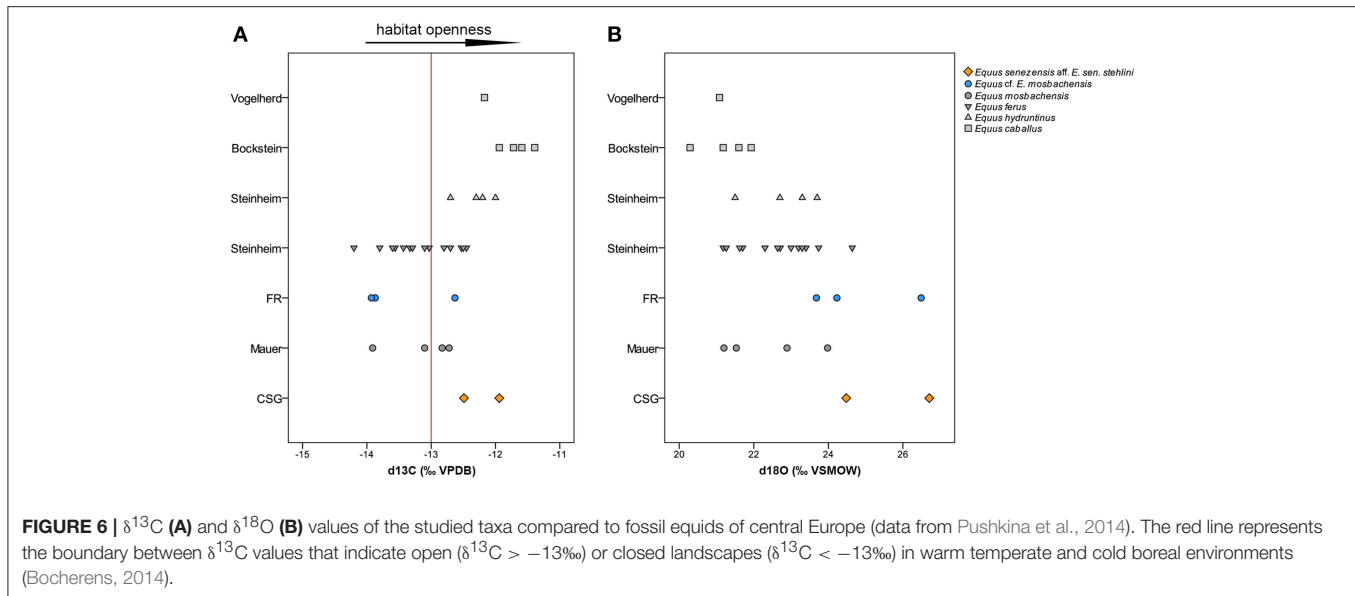 habitat openness
A
B
Vogelherd
Bockstein
Steinheim
Steinheim
FR
Mauer
CSG
-15 -14 -13 -12 -11
d13C (‰ VPDB)
Vogelherd
Bockstein
Steinheim
Steinheim
FR
Mauer
CSG
20 22 24 26
d18O (‰ VSMOW)
Equus senezensis aff. E. sen. stehlini
Equus cf. E. mosbachensis
Equus mosbachensis
Equus ferus
Equus hydruntinus
Equus caballus
FIGURE 6 | δ¹³C (A) and δ¹⁸O (B) values of the studied taxa compared to fossil equids of central Europe (data from Pushkina et al., 2014). The red line represents
the boundary between δ¹³C values that indicate open (δ¹³C > −13‰) or closed landscapes (δ¹³C < −13‰) in warm temperate and cold boreal environments
(Bocherens, 2014).